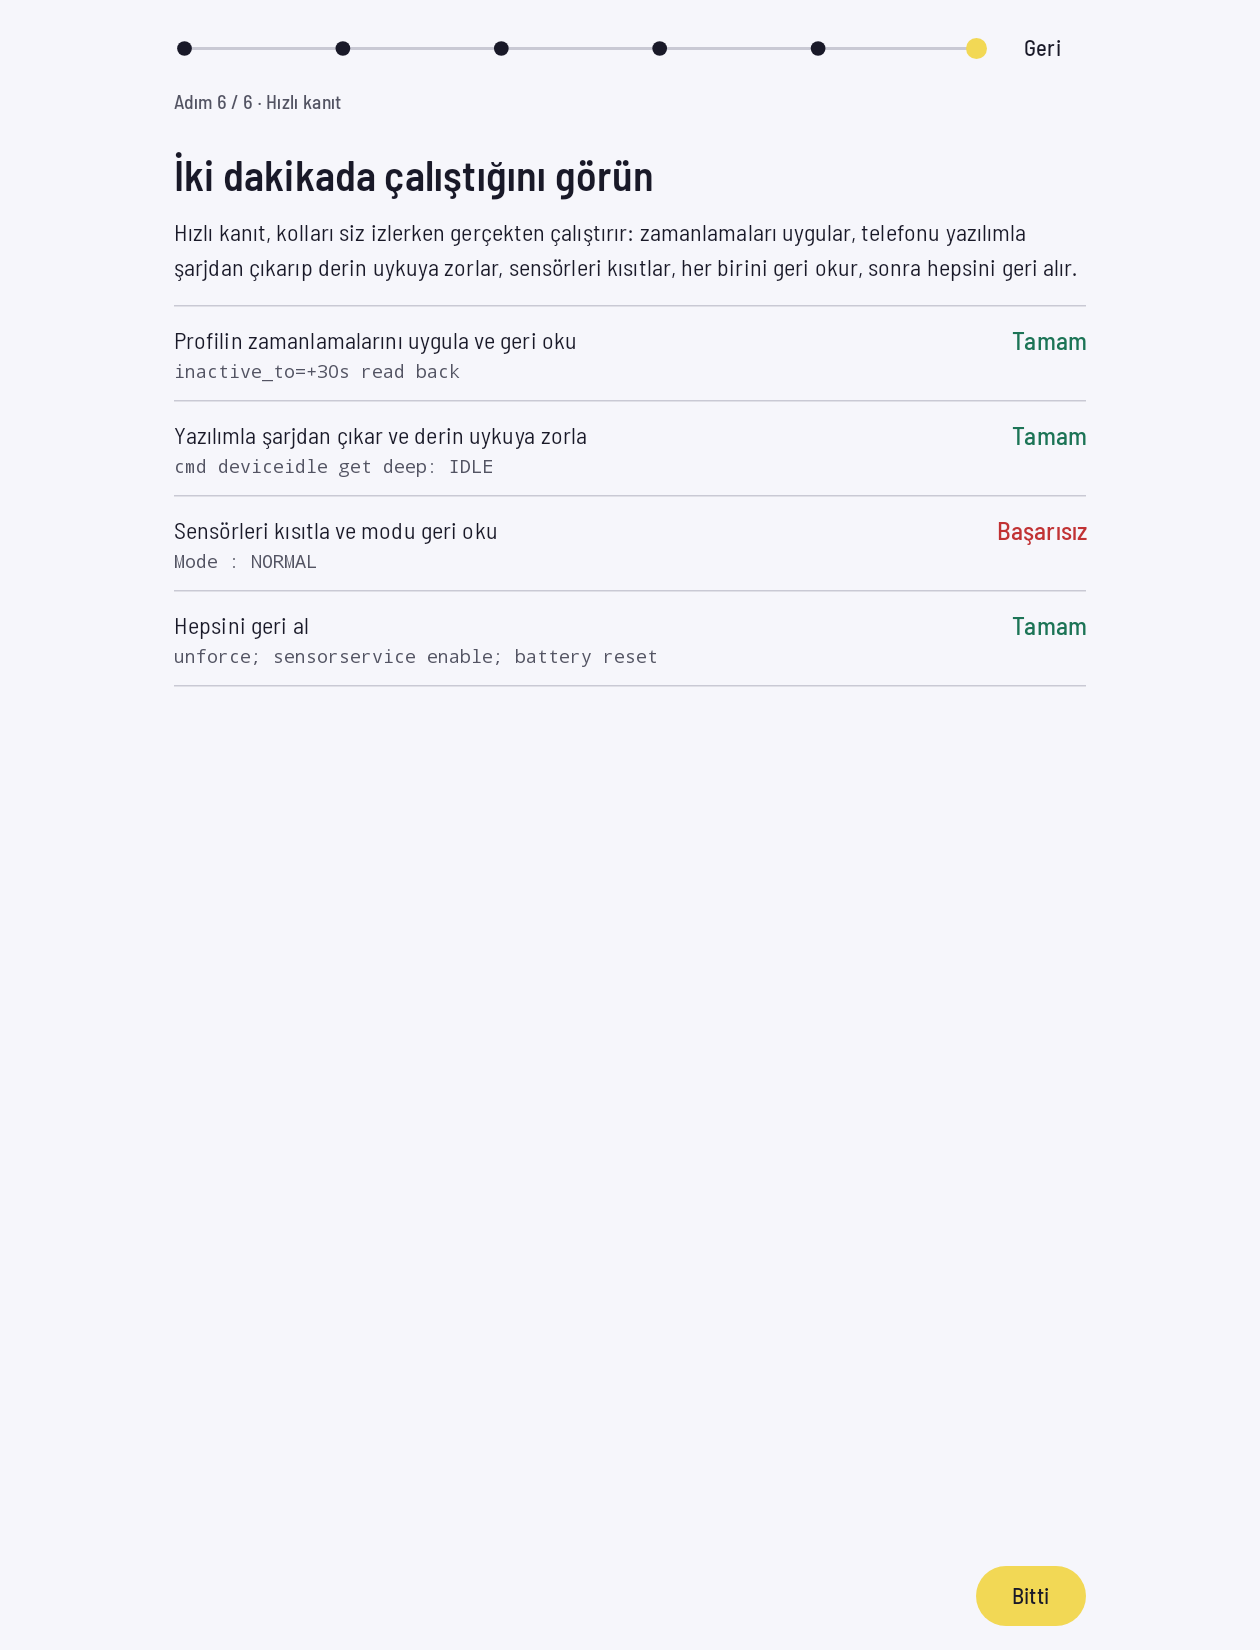 Geri
Adım 6 / 6 · Hızlı kanıt
İki dakikada çalıştığını görün
Hızlı kanıt, kolları siz izlerken gerçekten çalıştırır: zamanlamaları uygular, telefonu yazılımla
şarjdan çıkarıp derin uykuya zorlar, sensörleri kısıtlar, her birini geri okur, sonra hepsini geri alır.
Profilin zamanlamalarını uygula ve geri oku
Tamam
inactive_to=+30s read back
Yazılımla şarjdan çıkar ve derin uykuya zorla
Tamam
cmd deviceidle get deep: IDLE
Sensörleri kısıtla ve modu geri oku
Başarısız
Mode : NORMAL
Hepsini geri al
Tamam
unforce; sensorservice enable; battery reset
Bitti